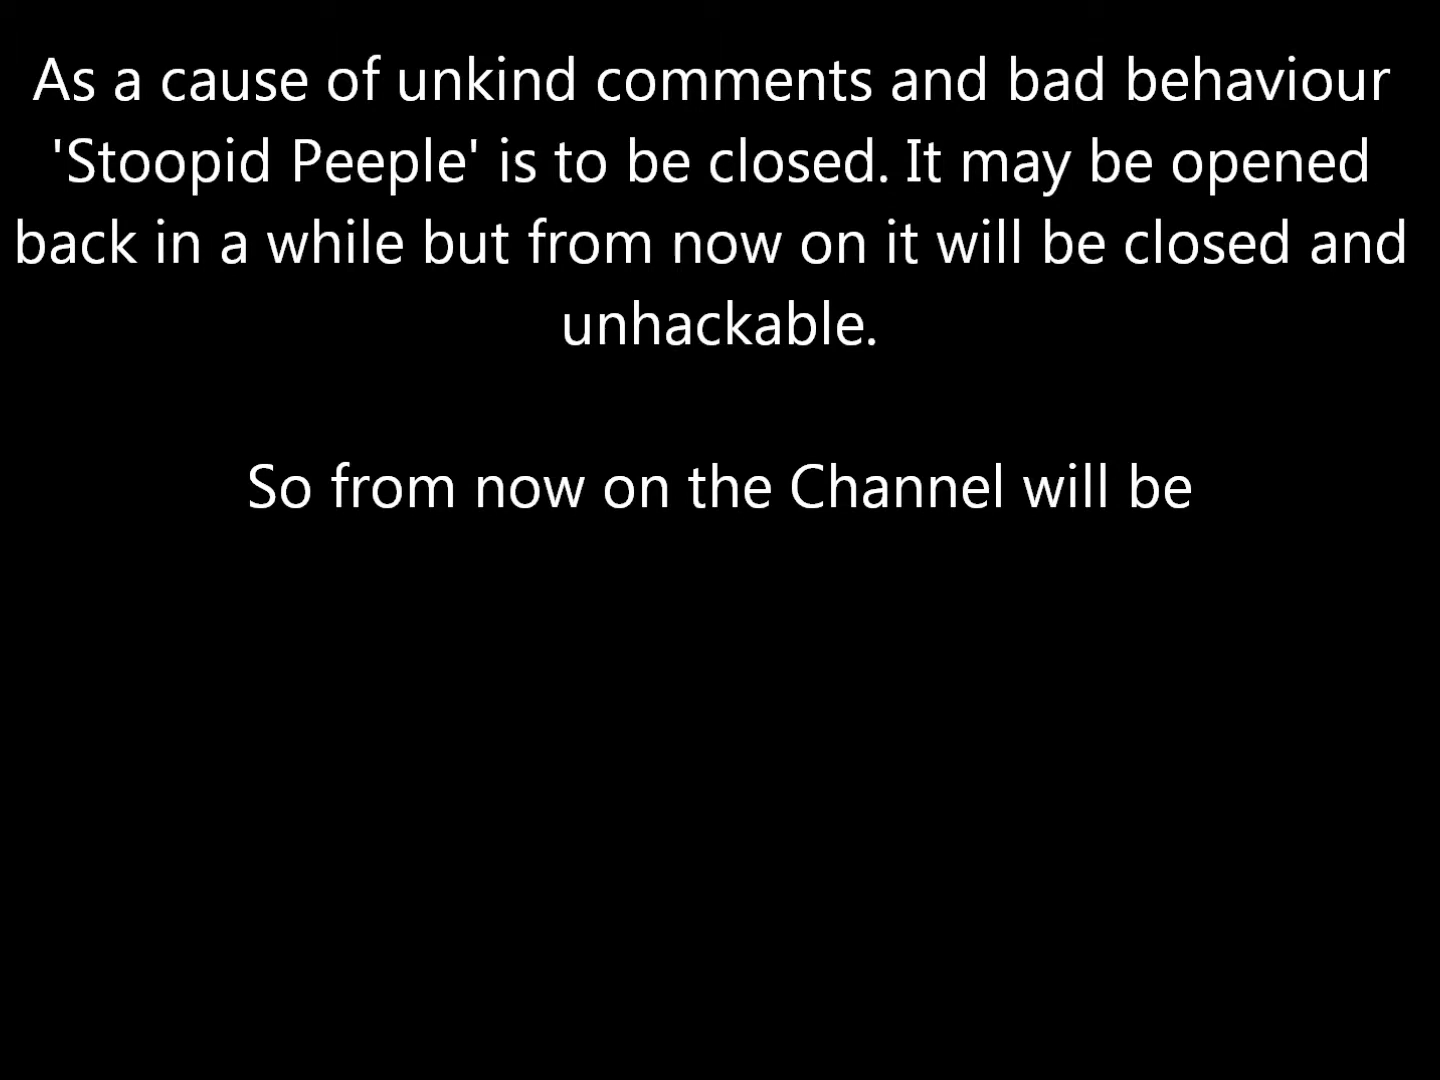 As a cause of unkind comments and bad behaviour
'Stoopid Peeple' is to be closed. It may be opened
back in a while but from now on it will be closed and
unhackable.
So from now on the Channel will be